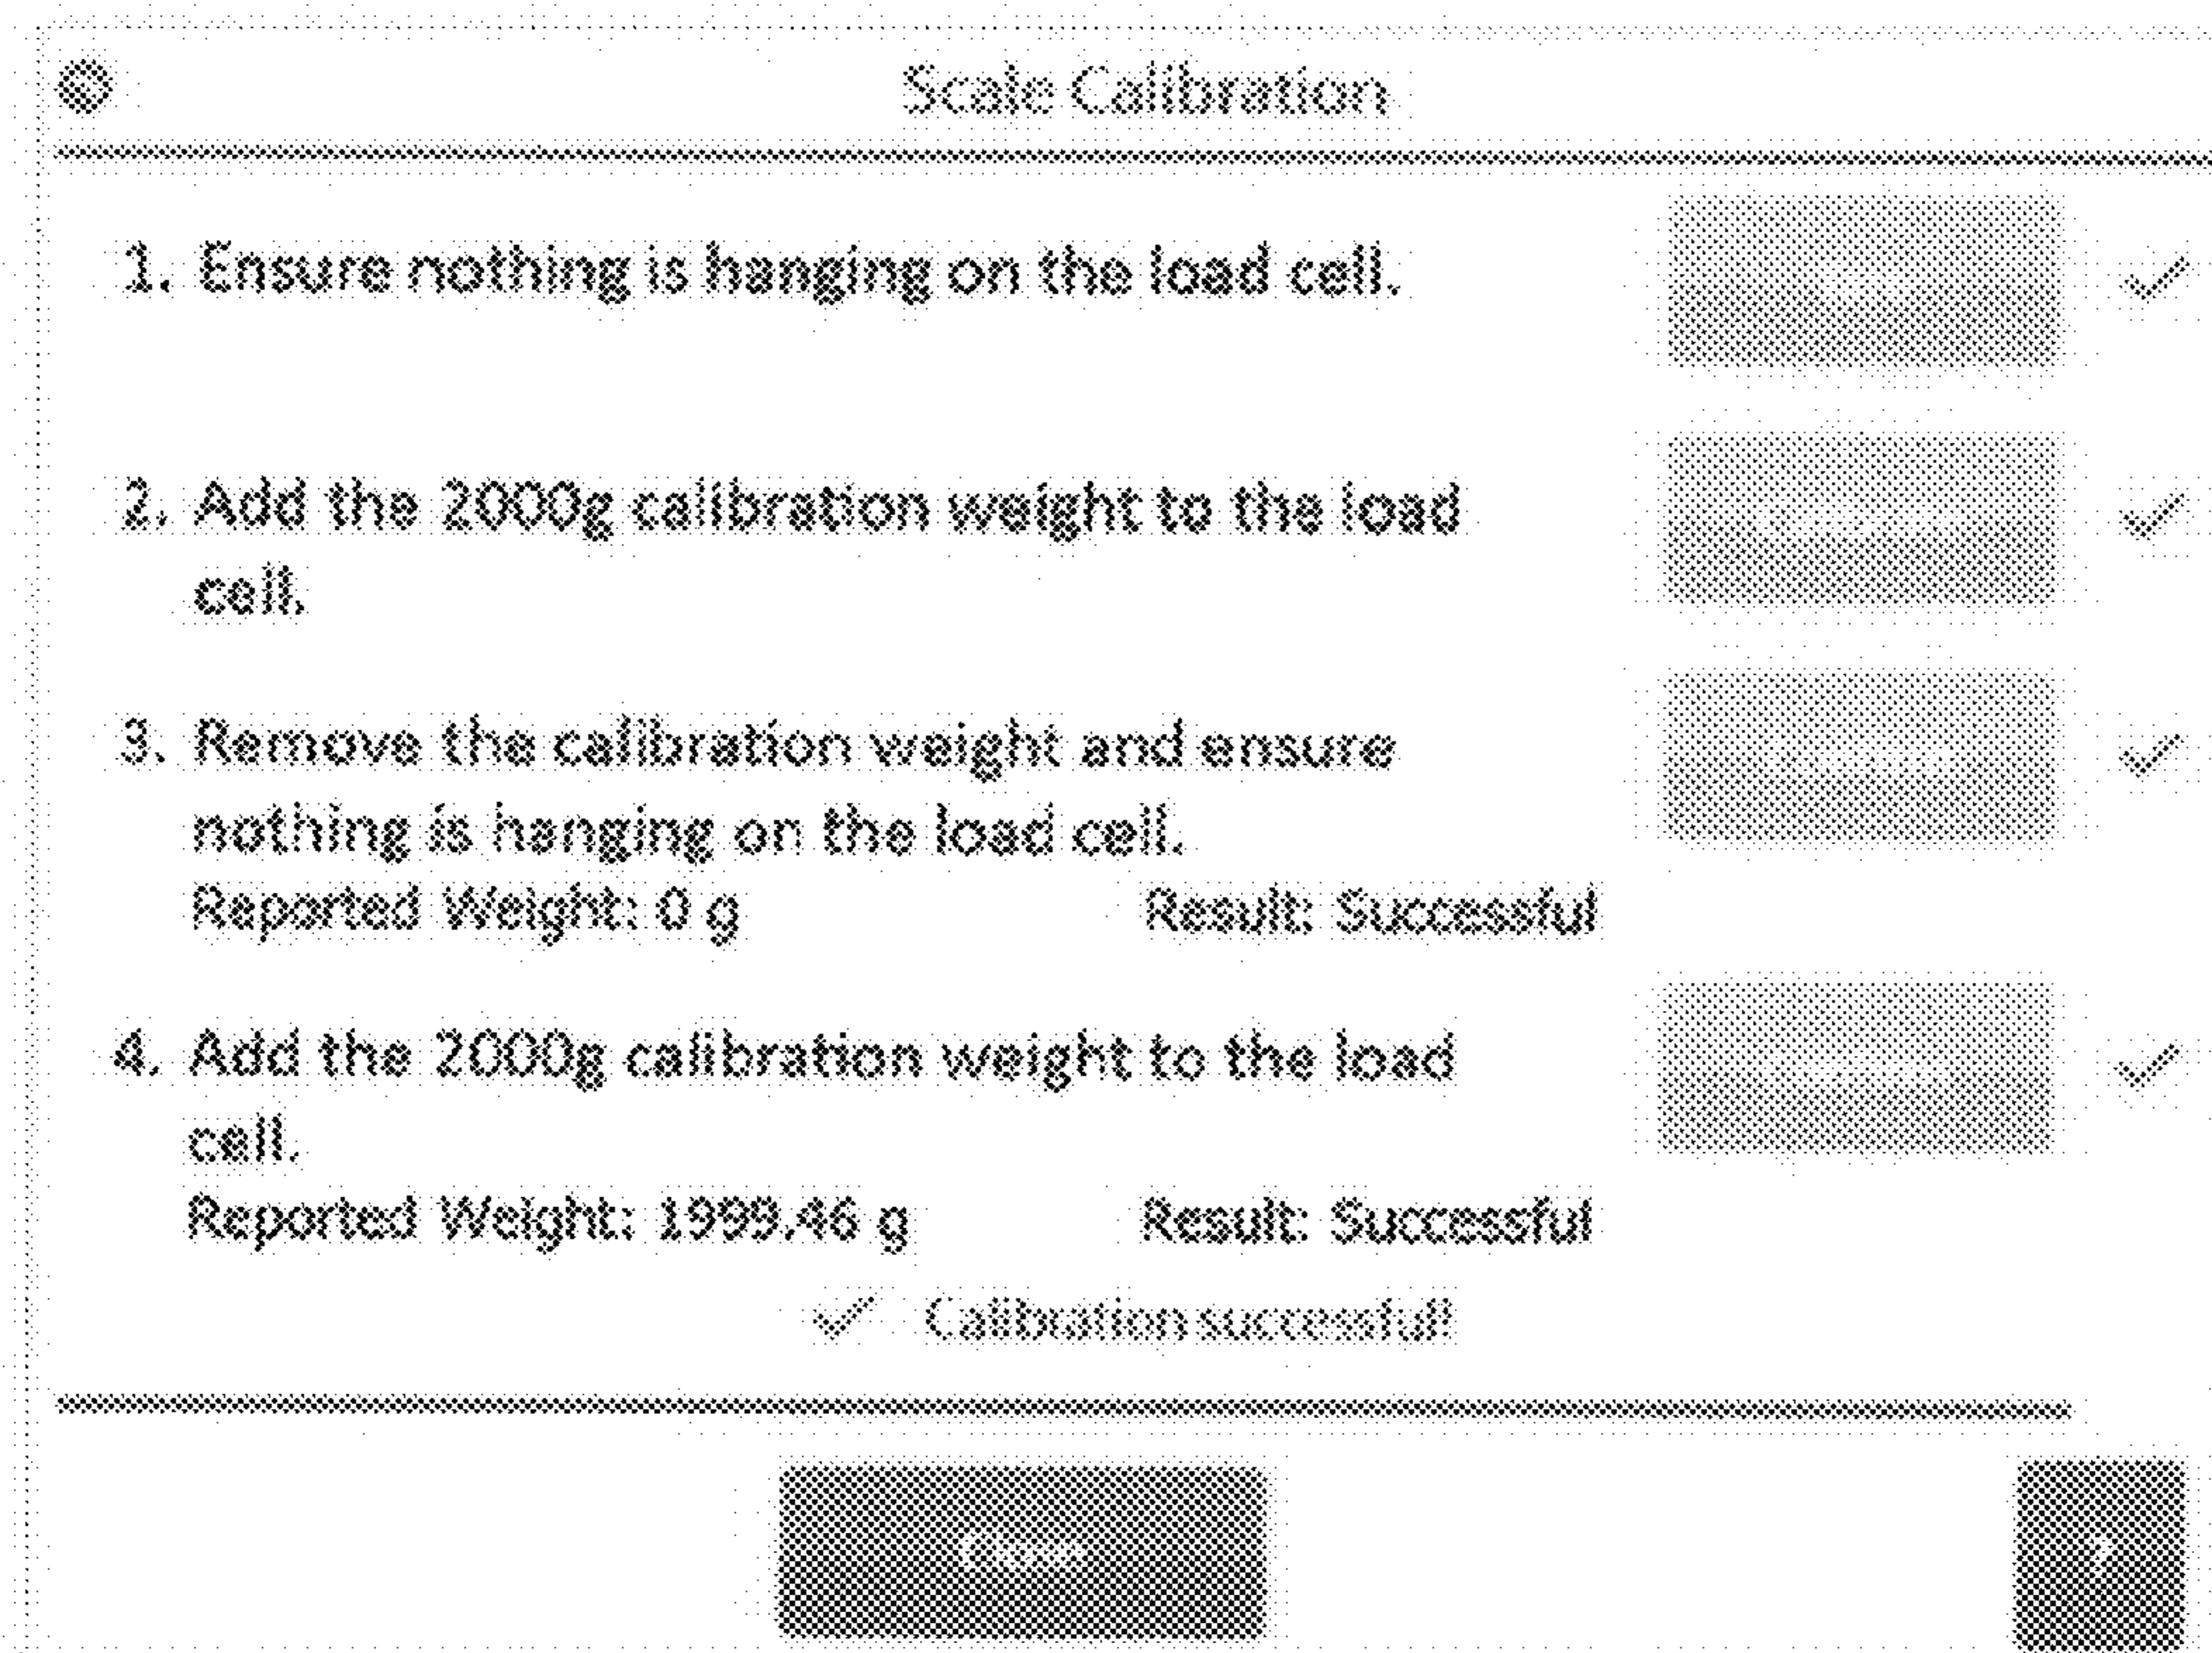 Scale Calibration
1. Ensure nothing is hanging on the load cell.
2. Add the 2000g calibration weight to the load
cell.
3. Remove the calibration weight and ensure
nothing is hanging on the load cell.
Reported Weight: 0 g Result: Successful
4. Add the 2000g calibration weight to the load
cell.
Reported Weight: 1999.46 g Result: Successful
Calibration successful!
?